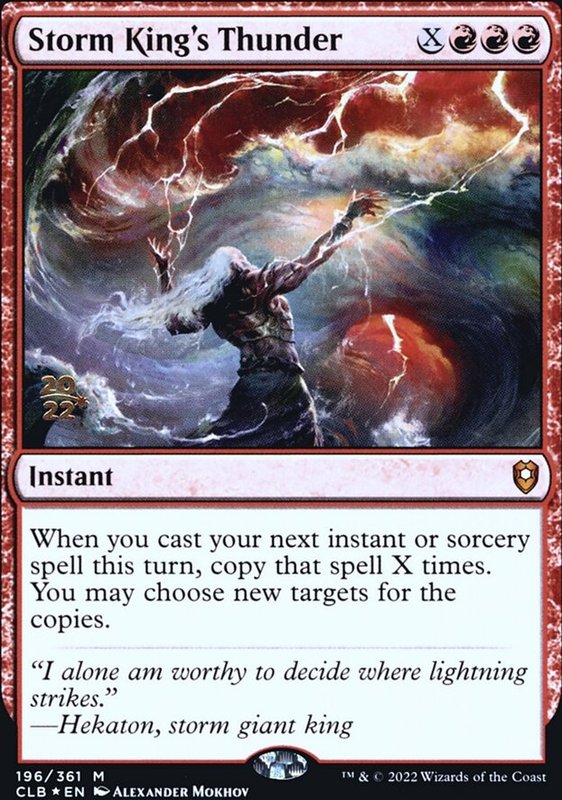 Storm King's Thunder X
20
22
Instant
When you cast your next instant or sorcery
spell this turn, copy that spell X times.
You may choose new targets for the
copies.
“I alone am worthy to decide where lightning
strikes.”
—Hekaton, storm giant king
196/361 M
CLB★EN Alexander Mokhov
™ & © 2022 Wizards of the Coast